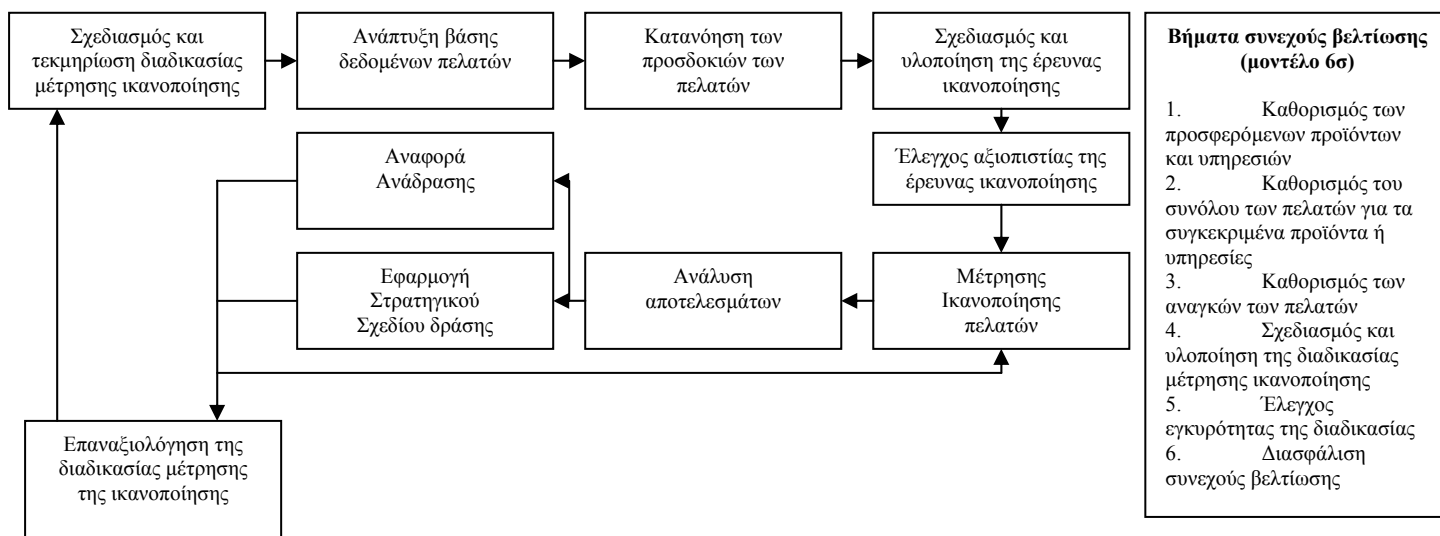 Σχεδιασμός και
τεκμηρίωση διαδικασίας
μέτρησης ικανοποίησης
Ανάπτυξη βάσης
δεδομένων πελατών
Κατανόηση των
προσδοκιών των
πελατών
Σχεδιασμός και
υλοποίηση της έρευνας
ικανοποίησης
Έλεγχος αξιοπιστίας της
έρευνας ικανοποίησης
Αναφορά
Ανάδρασης
Εφαρμογή
Στρατηγικού
Σχεδίου δράσης
Ανάλυση
αποτελεσμάτων
Μέτρησης
Ικανοποίησης
πελατών
Επαναξιολόγηση της
διαδικασίας μέτρησης
της ικανοποίησης
Βήματα συνεχούς βελτίωσης
(μοντέλο 6σ)
1. Καθορισμός των
προσφερόμενων προϊόντων
και υπηρεσιών
2. Καθορισμός του
συνόλου των πελατών για τα
συγκεκριμένα προϊόντα ή
υπηρεσίες
3. Καθορισμός των
αναγκών των πελατών
4. Σχεδιασμός και
υλοποίηση της διαδικασίας
μέτρησης ικανοποίησης
5. Έλεγχος
εγκυρότητας της διαδικασίας
6. Διασφάλιση
συνεχούς βελτίωσης